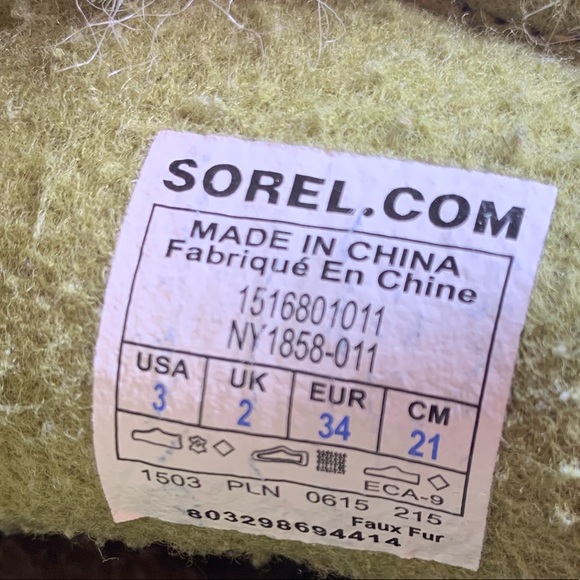 SOREL.COM
MADE IN CHINA
Fabriqué En Chine
1516801011
NY1858-011
USA UK EUR CM
3 2 34 21
ECA-9
1503 PLN 0615 215
Faux Fur
803298694414